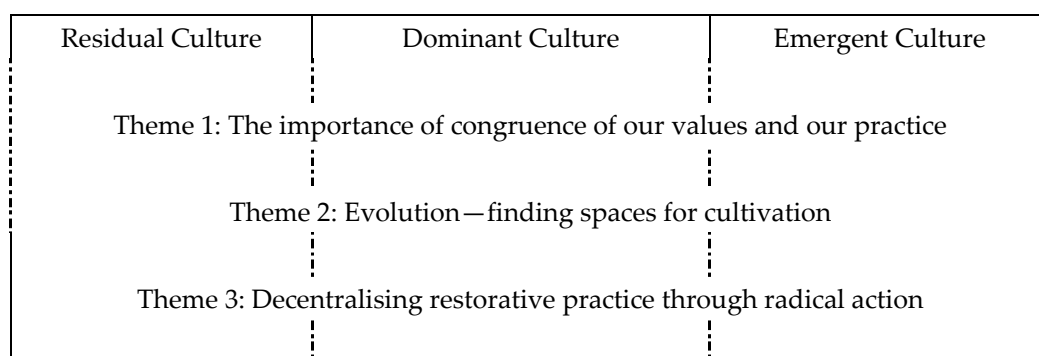 Residual Culture Dominant Culture Emergent Culture
Theme 1: The importance of congruence of our values and our practice
Theme 2: Evolution—finding spaces for cultivation
Theme 3: Decentralising restorative practice through radical action